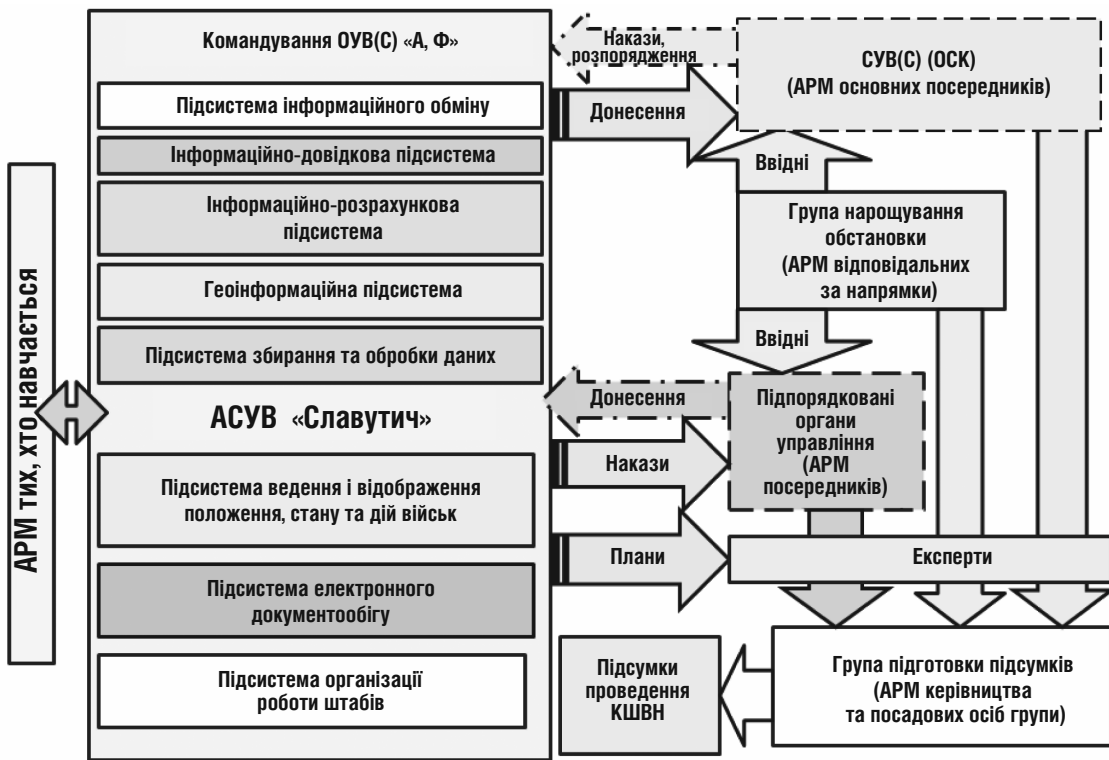 АРМ тих, хто навчається
Командування ОУВ(С) «А, Ф»
Підсистема інформаційного обміну
Інформаційно-довідкова підсистема
Інформаційно-розрахункова
підсистема
Геоінформаційна підсистема
Підсистема збирання та обробки даних
АСУВ «Славутич»
Підсистема ведення і відображення
положення, стану та дій військ
Підсистема електронного
документообігу
Підсистема організації
роботи штабів
Накази,
розпорядження
Донесення
СУВ(С) (ОСК)
(АРМ основних посередників)
Ввідні
Група нарощування
обстановки
(АРМ відповідальних
за напрямки)
Ввідні
Донесення
Накази
Плани
Підпорядковані
органи
управління
(АРМ
посередників)
Експерти
Підсумки
проведення
КШВН
Група підготовки підсумків
(АРМ керівництва
та посадових осіб групи)